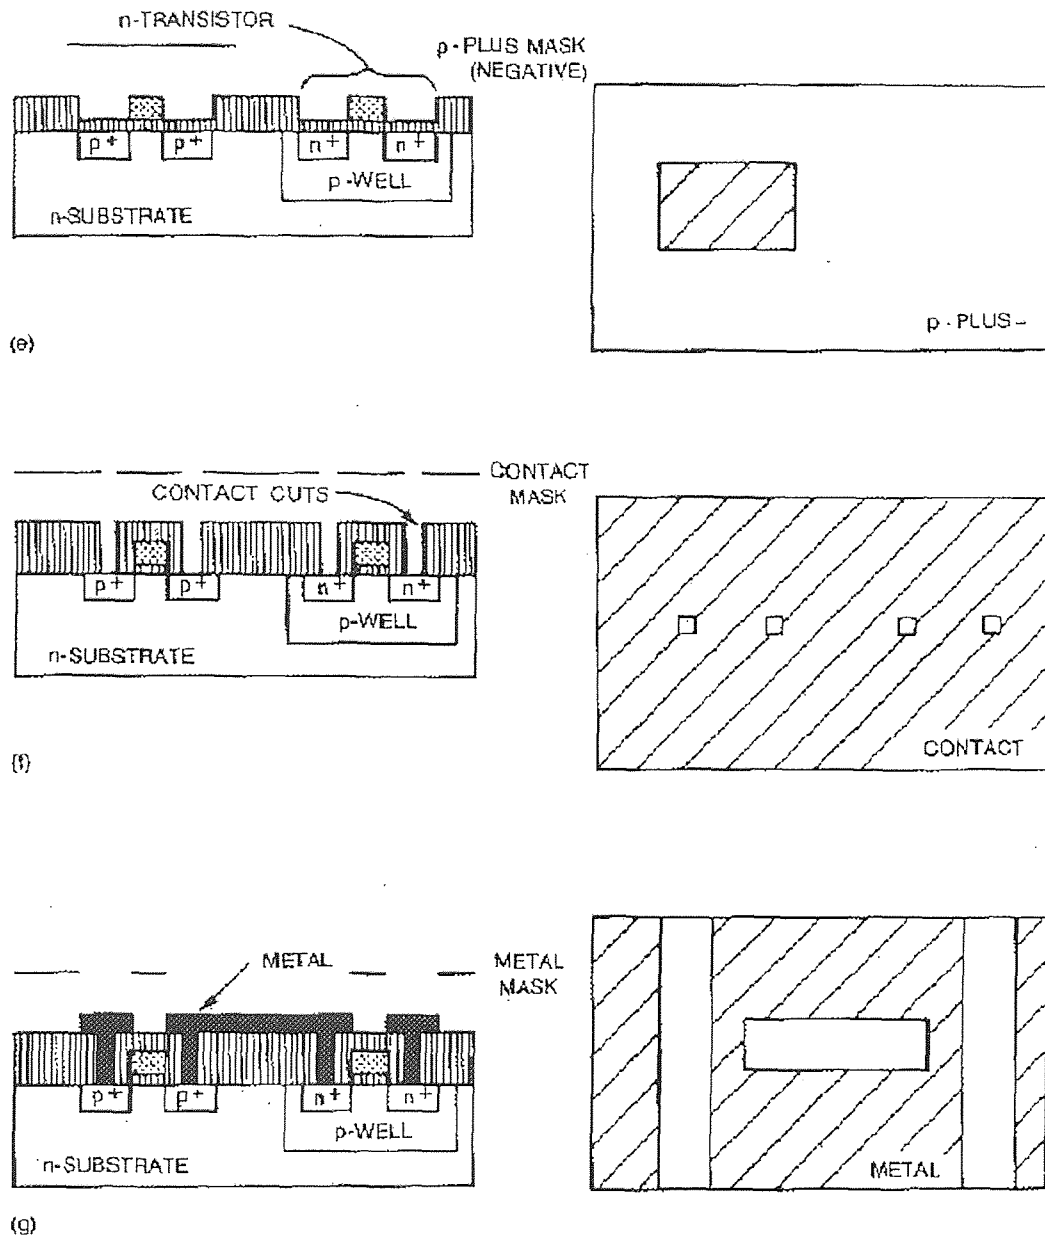 n-TRANSISTOR
p-PLUS MASK
(NEGATIVE)
p+ p+ n+ n+
p-WELL
n-SUBSTRATE
p-PLUS-
(e)
CONTACT
MASK
CONTACT CUTS
p+ p+ n+ n+
p-WELL
n-SUBSTRATE
CONTACT
(f)
METAL
METAL
MASK
p+ p+ n+ n+
p-WELL
n-SUBSTRATE
METAL
(g)